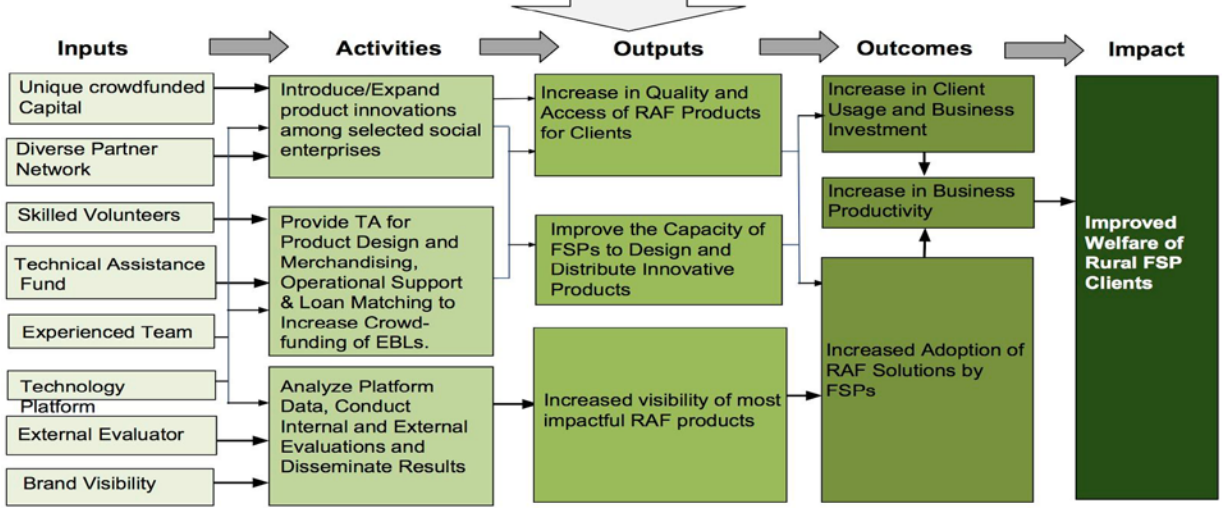 Inputs
Activities
Outputs
Outcomes
Impact
Unique crowdfunded
Capital
Diverse Partner
Network
Skilled Volunteers
Technical Assistance
Fund
Experienced Team
Technology
Platform
External Evaluator
Brand Visibility
Introduce/Expand
product innovations
among selected social
enterprises
Provide TA for
Product Design and
Merchandising,
Operational Support
& Loan Matching to
Increase Crowd-
funding of EBLs.
Analyze Platform
Data, Conduct
Internal and External
Evaluations and
Disseminate Results
Increase in Quality and
Access of RAF Products
for Clients
Improve the Capacity of
FSPs to Design and
Distribute Innovative
Products
Increased visibility of most
impactful RAF products
Increase in Client
Usage and Business
Investment
Increase in Business
Productivity
Increased Adoption of
RAF Solutions by
FSPs
Improved
Welfare of
Rural FSP
Clients